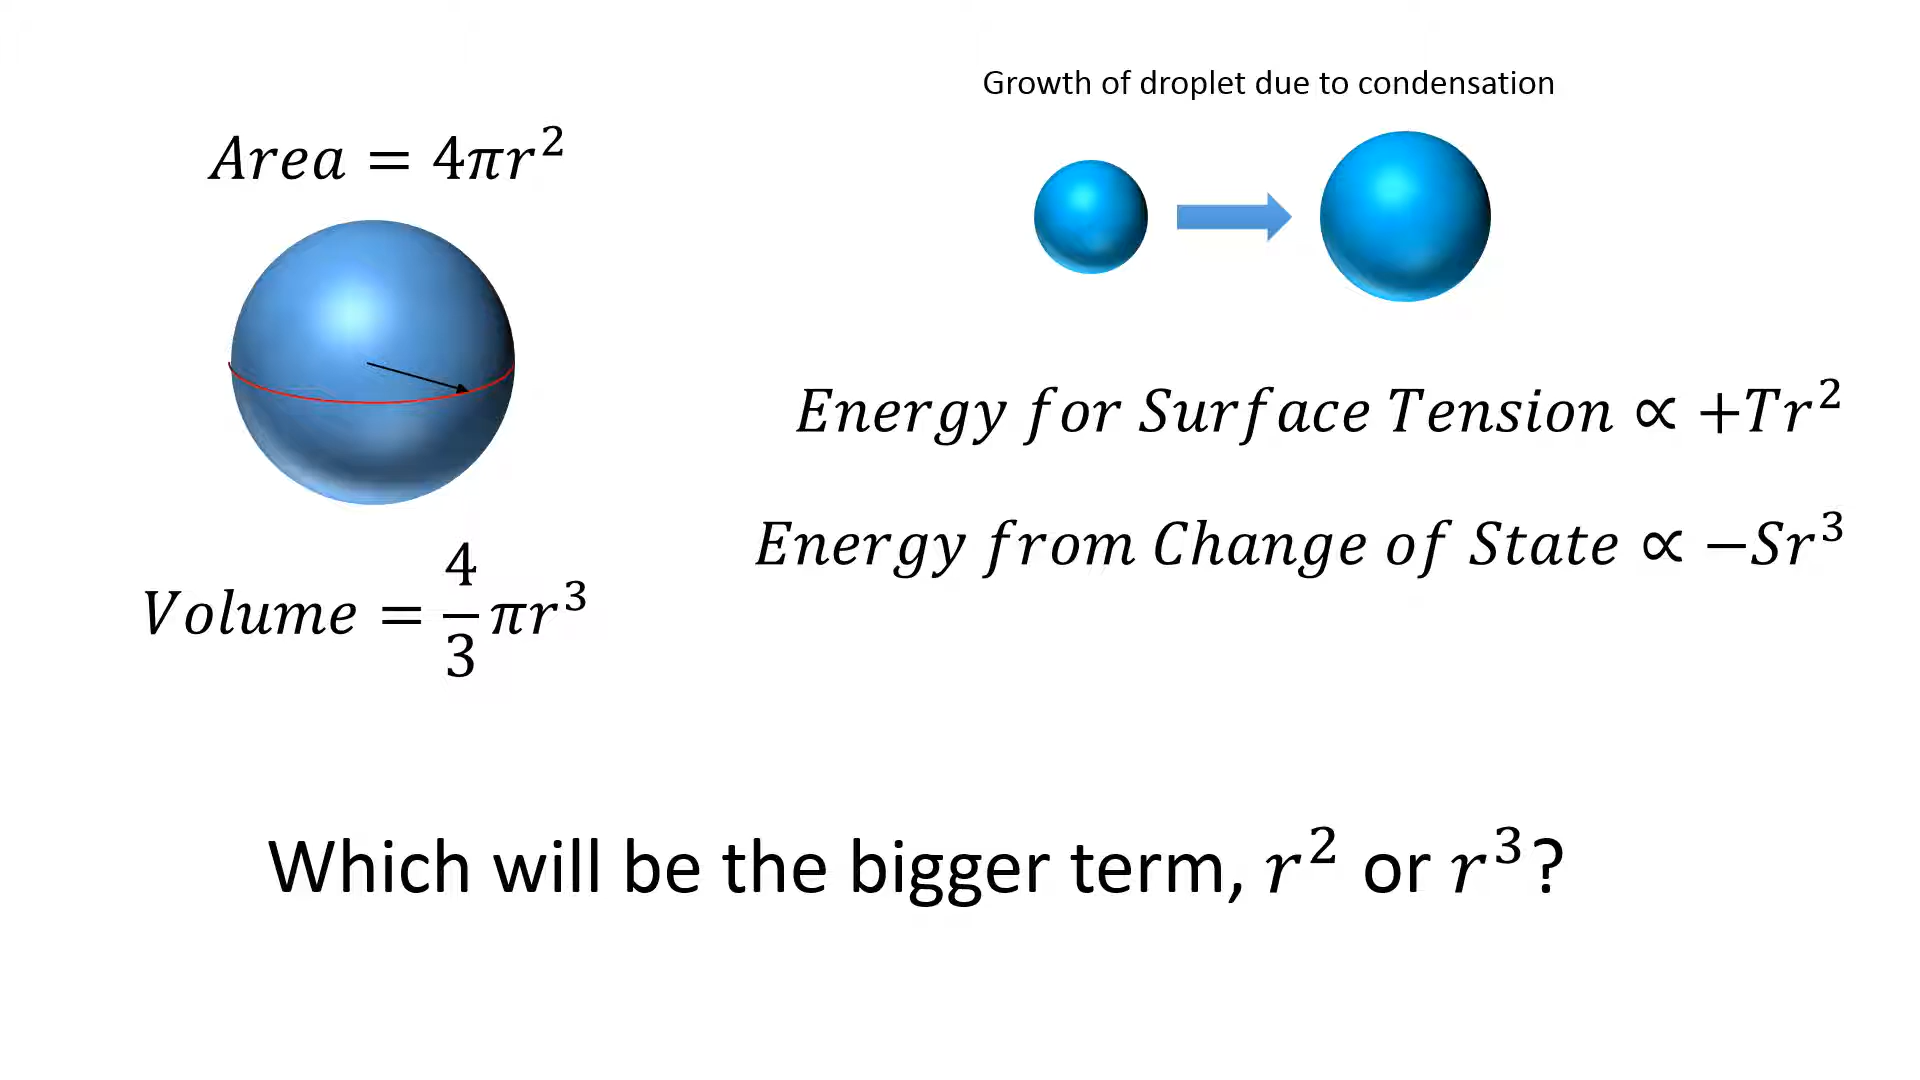 Growth of droplet due to condensation
Area = 4πr²
Energy for Surface Tension ∝ +Tr²
Energy from Change of State ∝ −Sr³
Volume = 4/3 πr³
Which will be the bigger term, r² or r³?